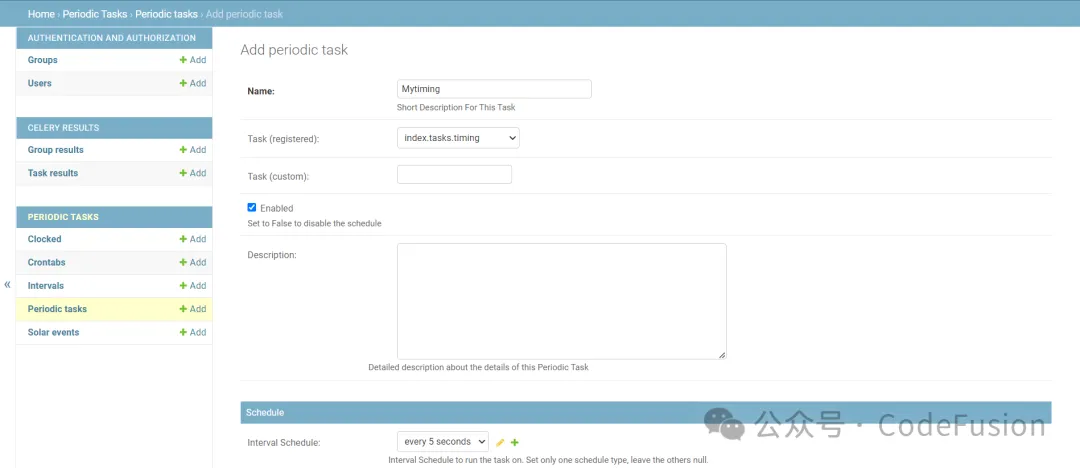 Home › Periodic Tasks › Periodic tasks › Add periodic task
AUTHENTICATION AND AUTHORIZATION
Groups + Add
Users + Add
CELERY RESULTS
Group results + Add
Task results + Add
PERIODIC TASKS
Clocked + Add
Crontabs + Add
Intervals + Add
Periodic tasks + Add
Solar events + Add
«
Add periodic task
Name: Mytiming
Short Description For This Task
Task (registered): index.tasks.timing
Task (custom):
Enabled
Set to False to disable the schedule
Description:
Detailed description about the details of this Periodic Task
Schedule
Interval Schedule: every 5 seconds
Interval Schedule to run the task on. Set only one schedule type, leave the others null.
公众号 · CodeFusion